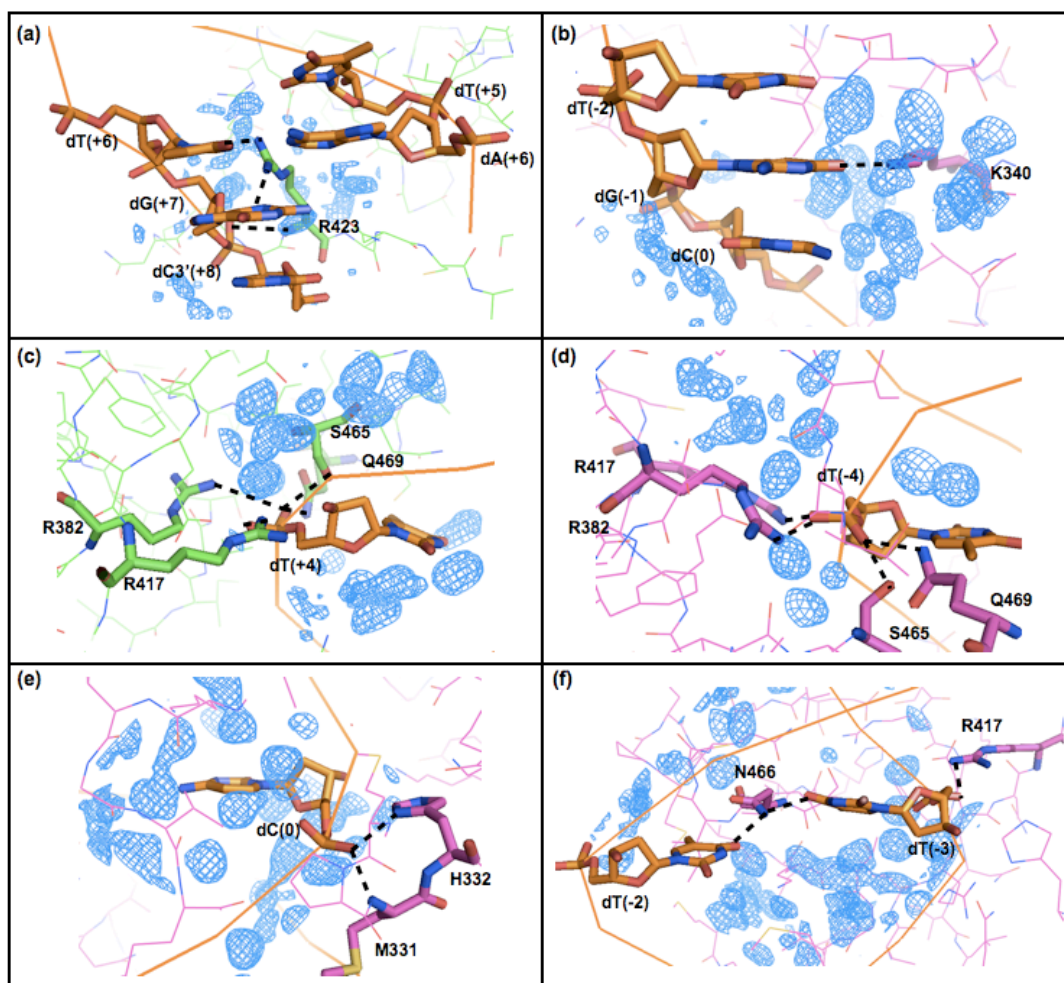 (a)
dT(+5)
dT(+6)
dA(+6)
dG(+7)
R423
dC3'(+8)
(b)
dT(-2)
K340
dG(-1)
dC(0)
(c)
S465
Q469
R382
R417
dT(+4)
(d)
R417
dT(-4)
R382
Q469
S465
(e)
dC(0)
H332
M331
(f)
R417
N466
dT(-3)
dT(-2)